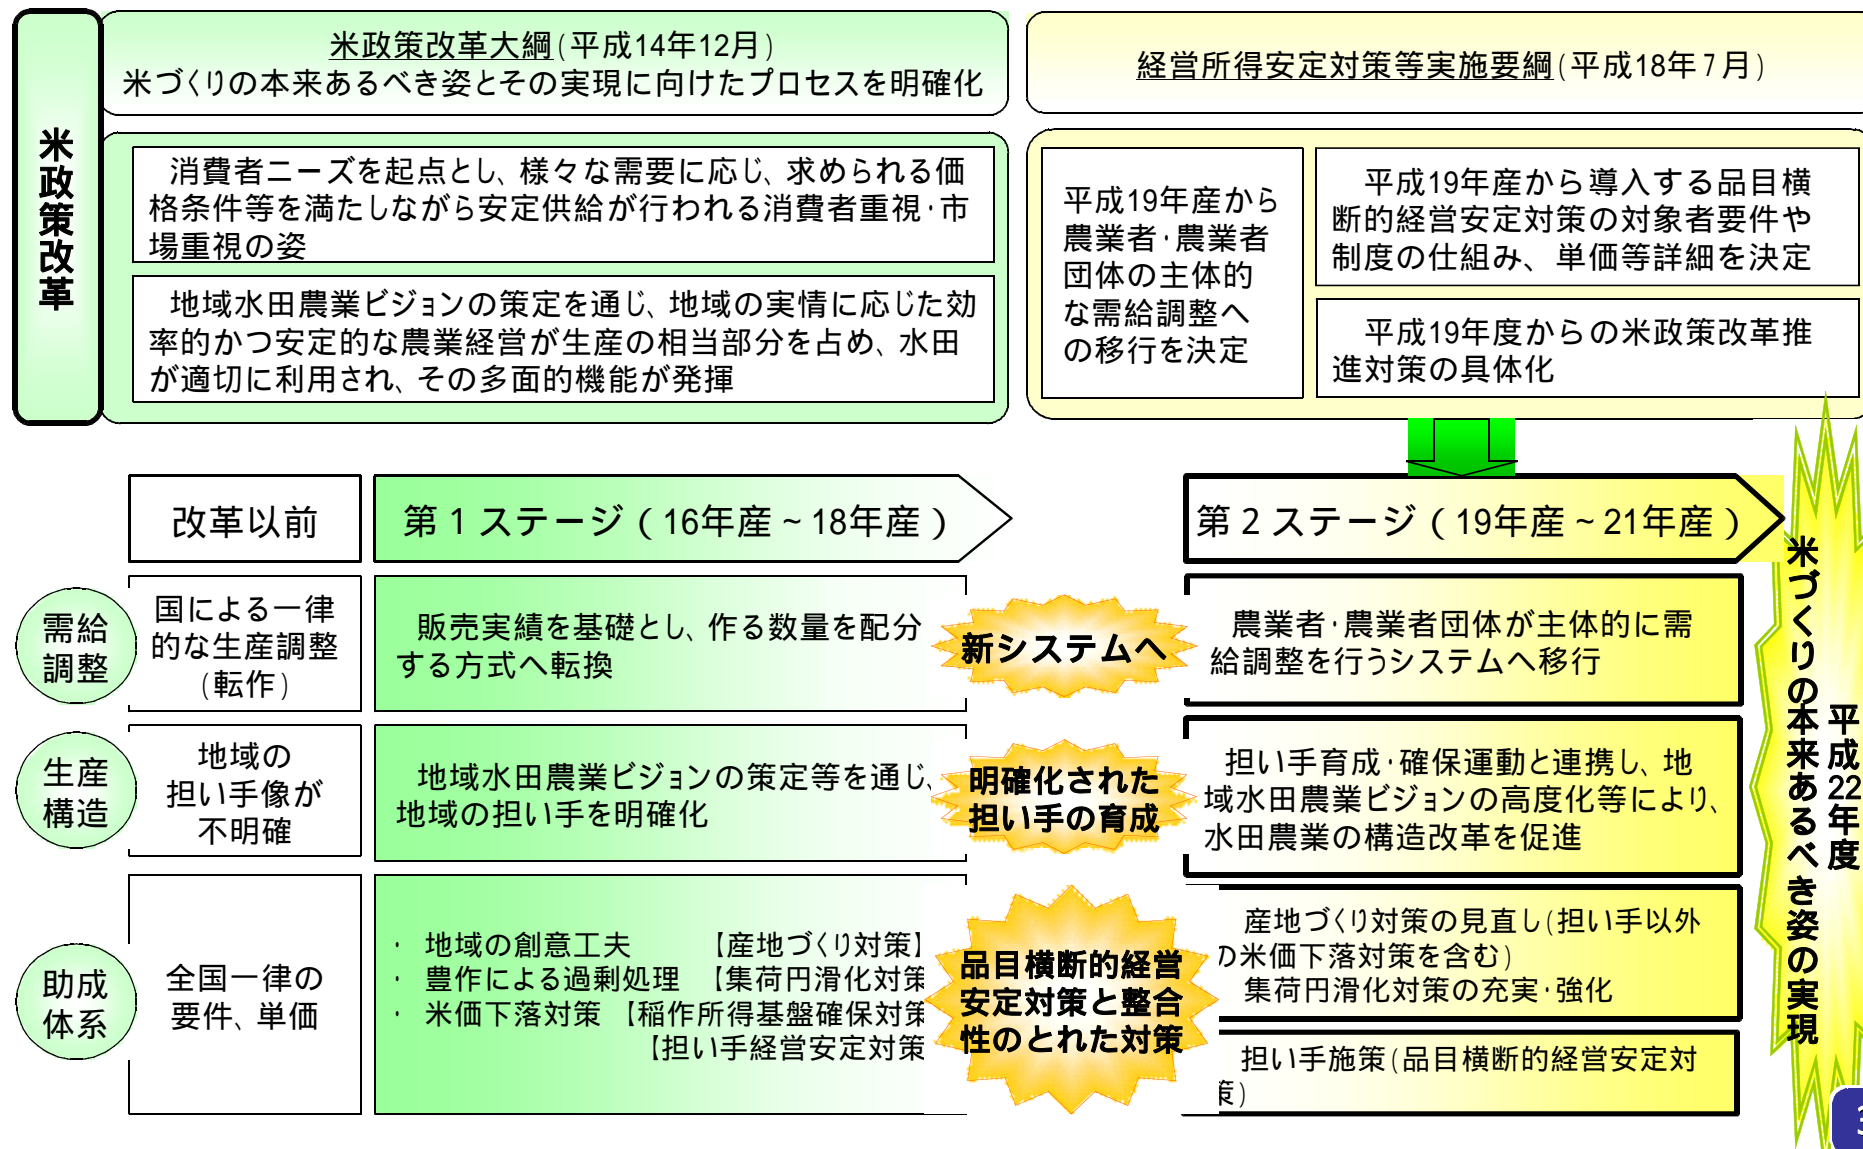 米政策改革
米政策改革大綱(平成14年12月)
米づくりの本来あるべき姿とその実現に向けたプロセスを明確化
消費者ニーズを起点とし、様々な需要に応じ、求められる価
格条件等を満たしながら安定供給が行われる消費者重視・市
場重視の姿
地域水田農業ビジョンの策定を通じ、地域の実情に応じた効
率的かつ安定的な農業経営が生産の相当部分を占め、水田
が適切に利用され、その多面的機能が発揮
経営所得安定対策等実施要綱(平成18年7月)
平成19年産から
農業者・農業者
団体の主体的
な需給調整へ
の移行を決定
平成19年産から導入する品目横
断的経営安定対策の対象者要件や
制度の仕組み、単価等詳細を決定
平成19年度からの米政策改革推
進対策の具体化
改革以前
第1ステージ(16年産~18年産)
第2ステージ(19年産~21年産)
需給
調整
国による一律
的な生産調整
(転作)
販売実績を基礎とし、作る数量を配分
する方式へ転換
新システムへ
農業者・農業者団体が主体的に需
給調整を行うシステムへ移行
生産
構造
地域の
担い手像が
不明確
地域水田農業ビジョンの策定等を通じ、
地域の担い手を明確化
明確化された
担い手の育成
担い手育成・確保運動と連携し、地
域水田農業ビジョンの高度化等により、
水田農業の構造改革を促進
助成
体系
全国一律の
要件、単価
・ 地域の創意工夫 【産地づくり対策】
・ 豊作による過剰処理 【集荷円滑化対策
・ 米価下落対策 【稲作所得基盤確保対策
【担い手経営安定対策
品目横断的経営
安定対策と整合
性のとれた対策
産地づくり対策の見直し(担い手以外
の米価下落対策を含む)
集荷円滑化対策の充実・強化
担い手施策(品目横断的経営安定対
策)
平成22年度
米づくりの本来あるべき姿の実現
3